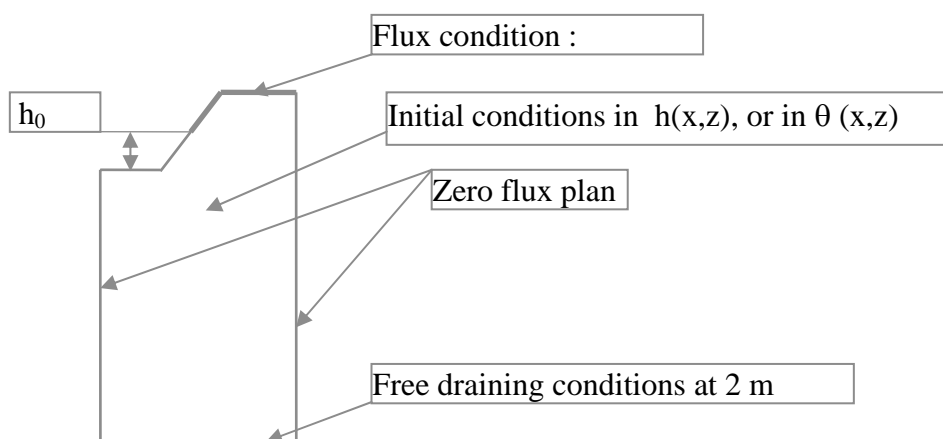 Flux condition :
h₀
Initial conditions in h(x,z), or in θ (x,z)
Zero flux plan
Free draining conditions at 2 m